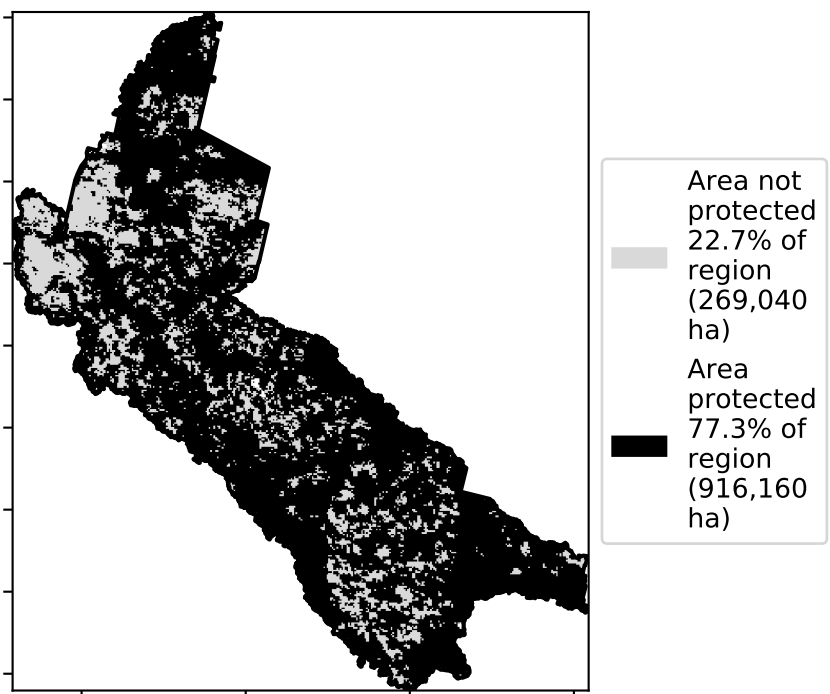 Area not
protected
22.7% of
region
(269,040
ha)
Area
protected
77.3% of
region
(916,160
ha)